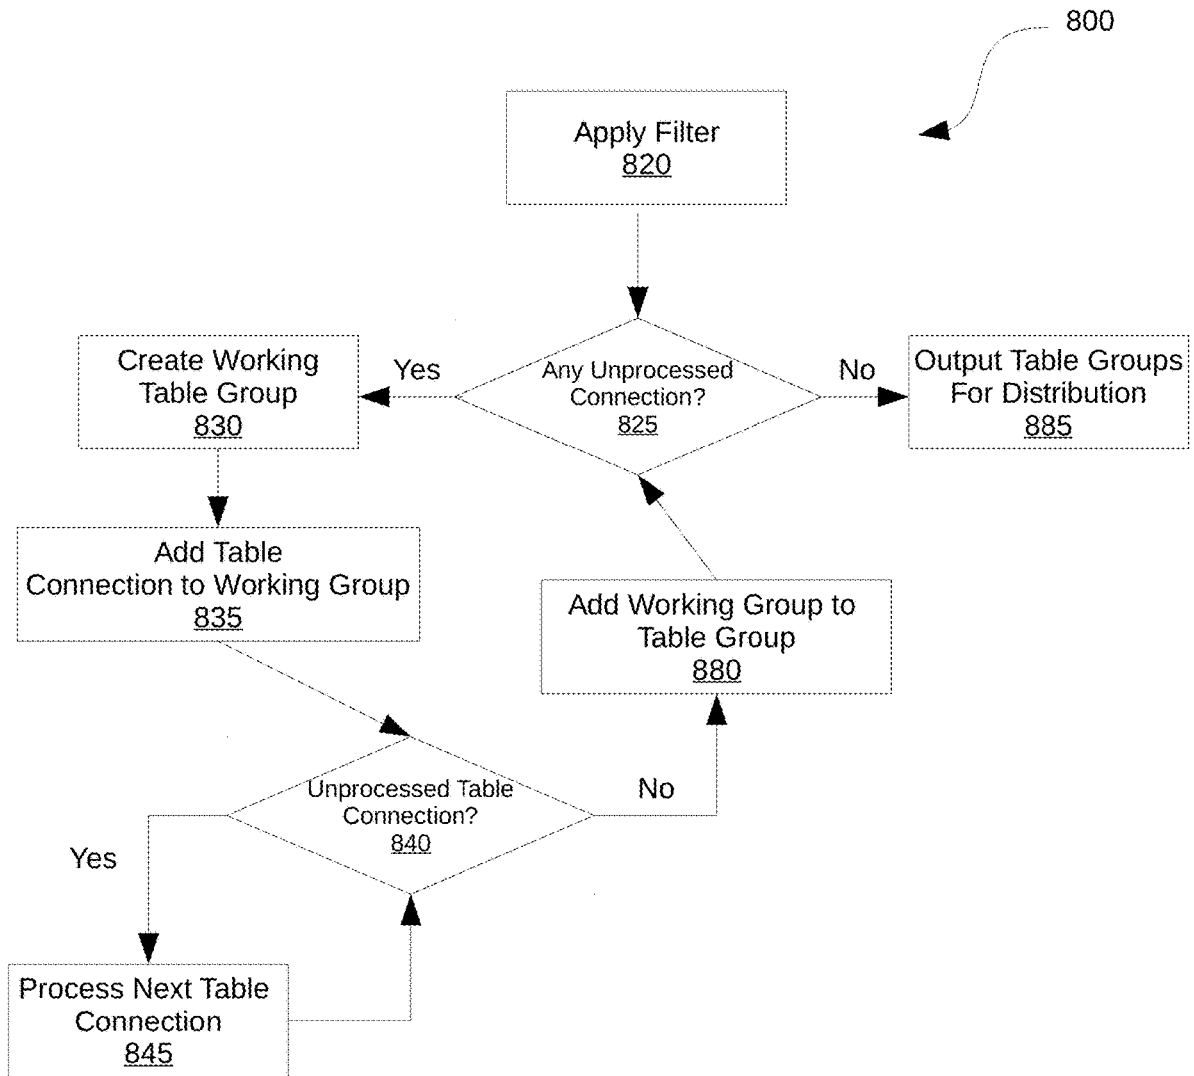 800
Apply Filter
820
Create Working
Table Group
830
Yes
Any Unprocessed
Connection?
825
No
Output Table Groups
For Distribution
885
Add Table
Connection to Working Group
835
Add Working Group to
Table Group
880
Unprocessed Table
Connection?
840
No
Yes
Process Next Table
Connection
845